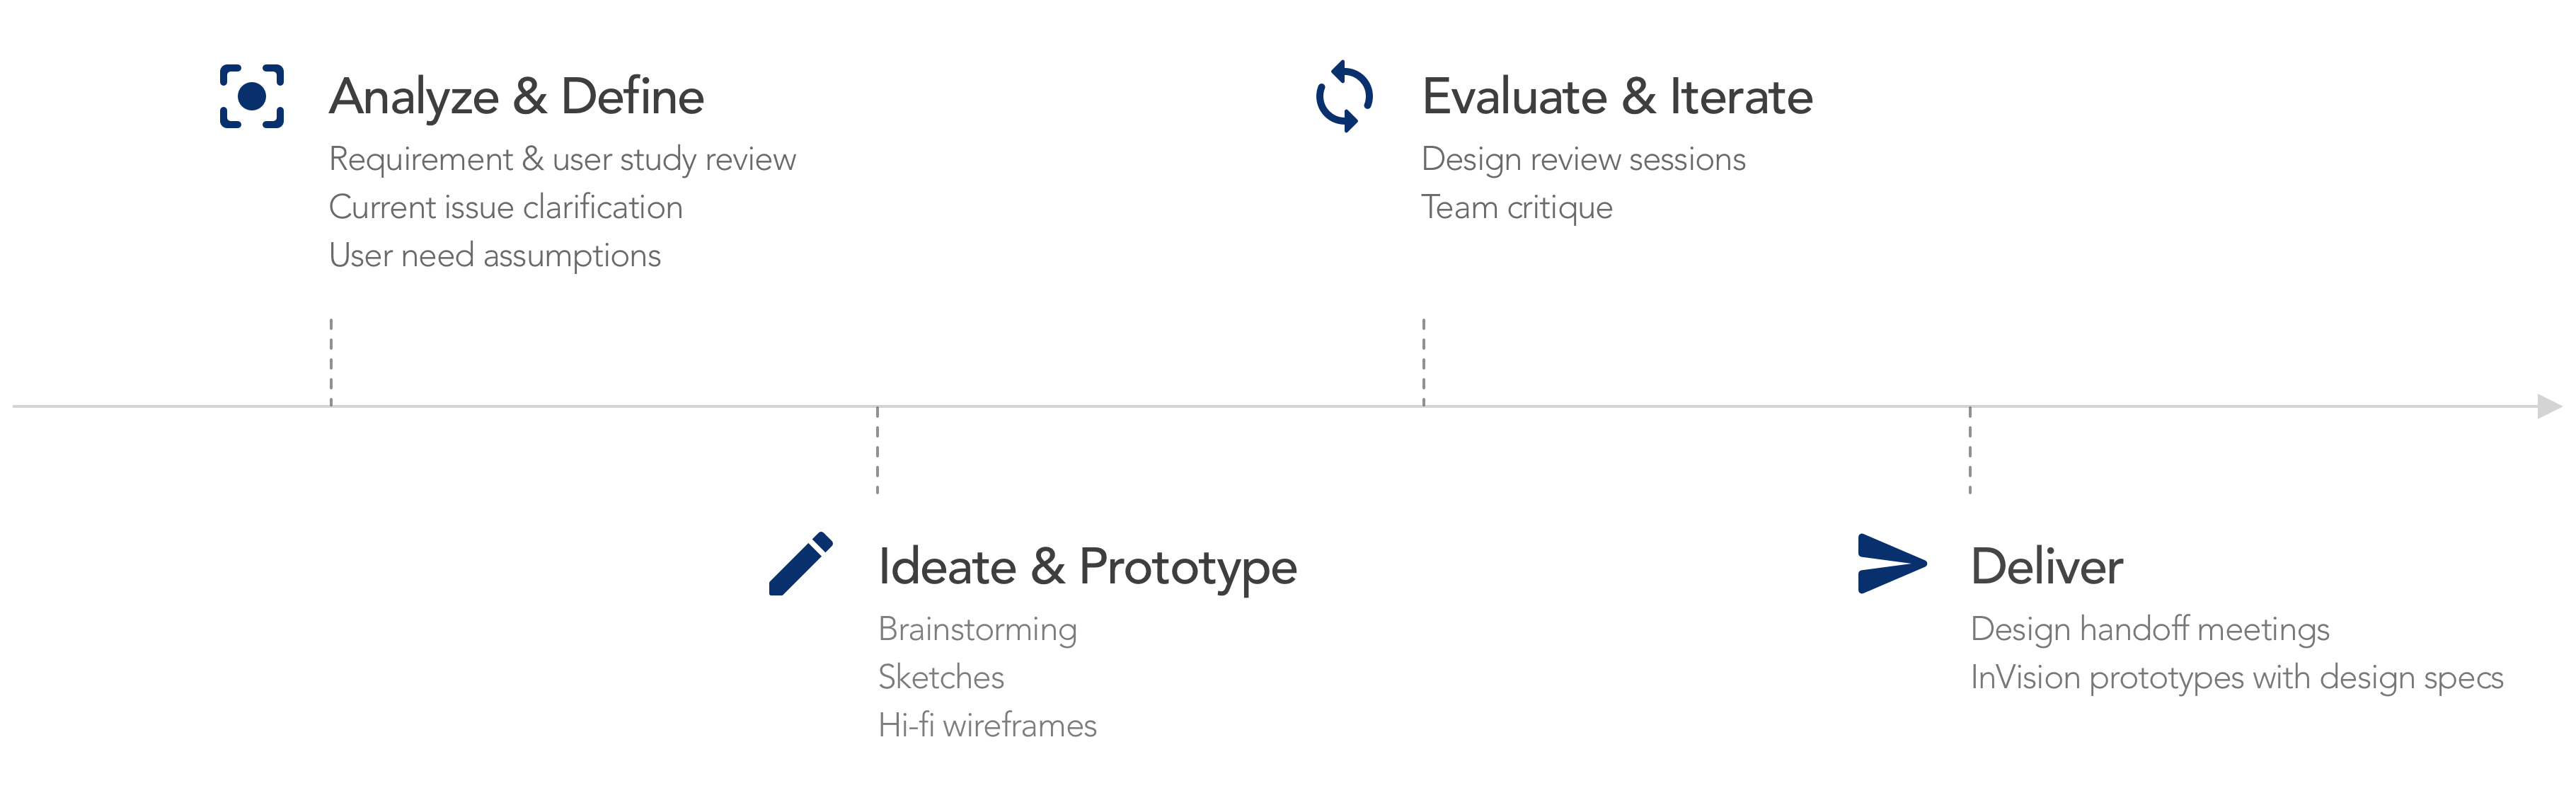 Analyze & Define
Requirement & user study review
Current issue clarification
User need assumptions
Ideate & Prototype
Brainstorming
Sketches
Hi-fi wireframes
Evaluate & Iterate
Design review sessions
Team critique
Deliver
Design handoff meetings
InVision prototypes with design specs